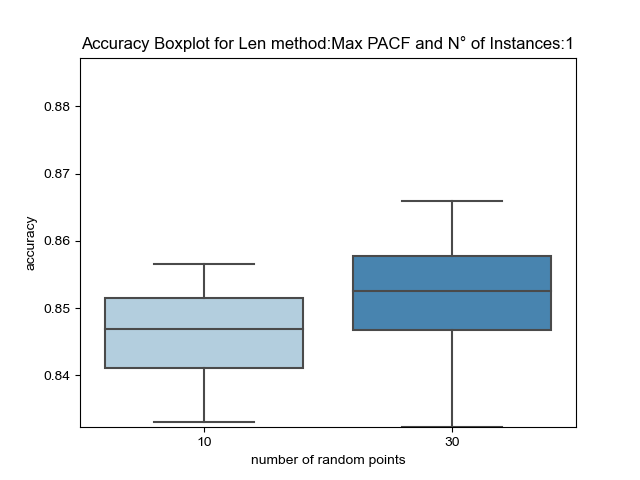 Accuracy Boxplot for Len method:Max PACF and N° of Instances:1
0.88
0.87
0.86
0.85
0.84
accuracy
10 30
number of random points